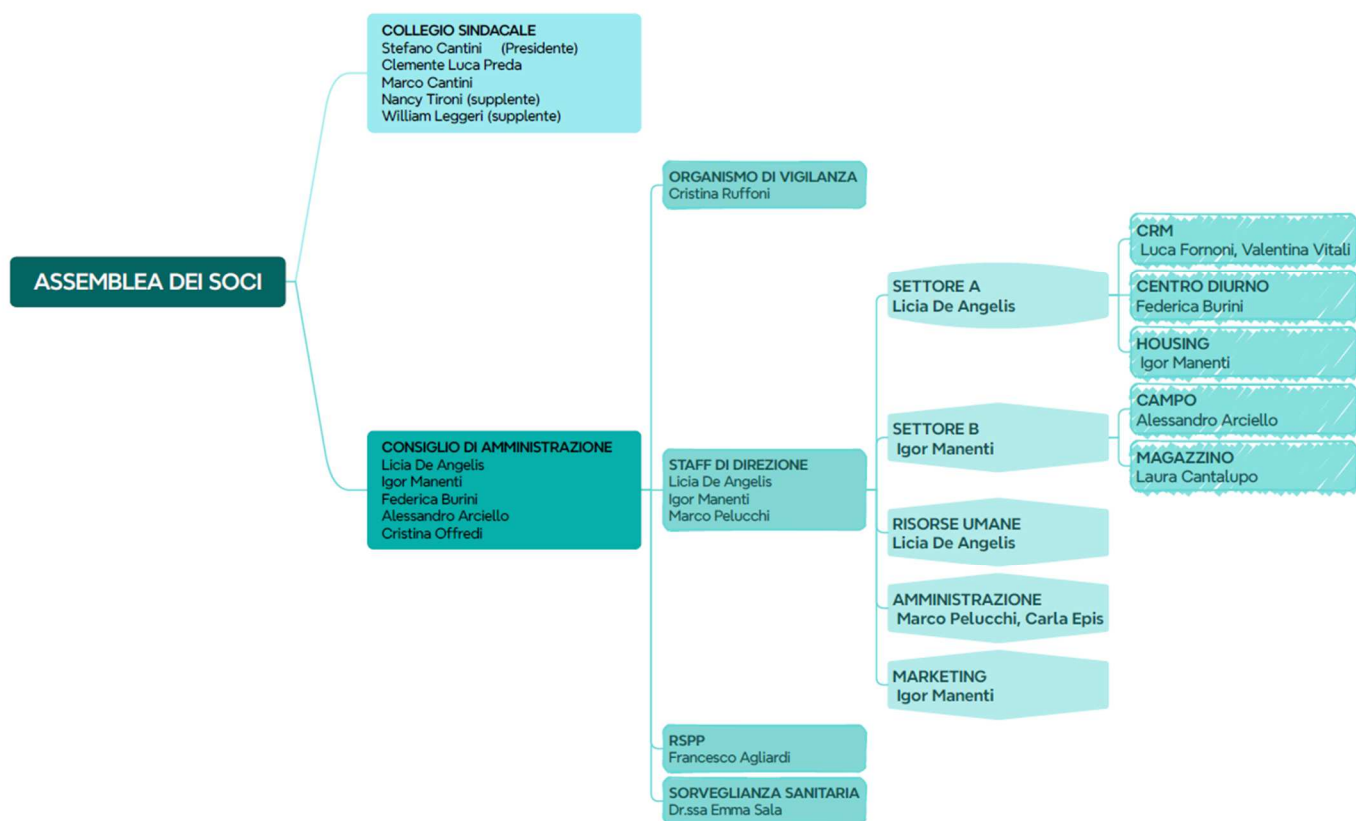 COLLEGIO SINDACALE
Stefano Cantini (Presidente)
Clemente Luca Preda
Marco Cantini
Nancy Tironi (supplente)
William Leggeri (supplente)
ASSEMBLEA DEI SOCI
CONSIGLIO DI AMMINISTRAZIONE
Licia De Angelis
Igor Manenti
Federica Burini
Alessandro Arciello
Cristina Offredi
ORGANISMO DI VIGILANZA
Cristina Ruffoni
STAFF DI DIREZIONE
Licia De Angelis
Igor Manenti
Marco Pelucchi
RSPP
Francesco Agliardi
SORVEGLIANZA SANITARIA
Dr.ssa Emma Sala
SETTORE A
Licia De Angelis
SETTORE B
Igor Manenti
RISORSE UMANE
Licia De Angelis
AMMINISTRAZIONE
Marco Pelucchi, Carla Epis
MARKETING
Igor Manenti
CRM
Luca Fornoni, Valentina Vitali
CENTRO DIURNO
Federica Burini
HOUSING
Igor Manenti
CAMPO
Alessandro Arciello
MAGAZZINO
Laura Cantalupo